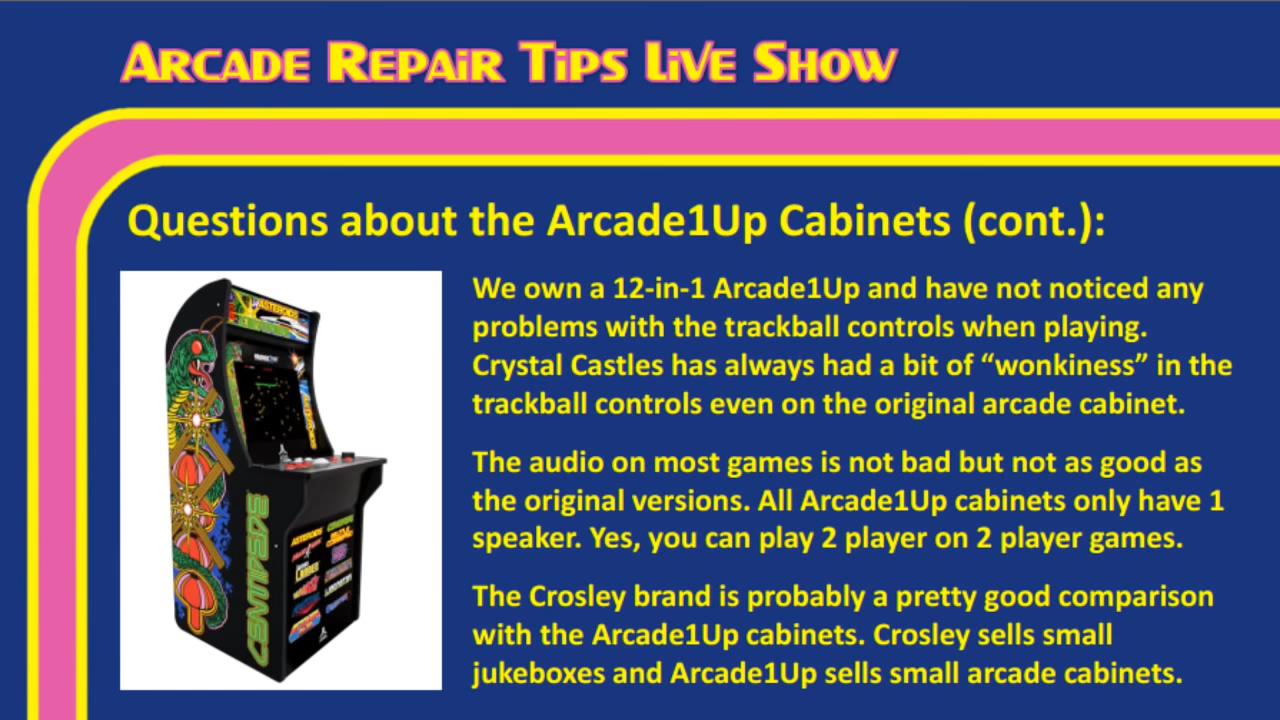 ARCADE REPAIR TIPS LIVE SHOW
Questions about the Arcade1Up Cabinets (cont.):
We own a 12-in-1 Arcade1Up and have not noticed any
problems with the trackball controls when playing.
Crystal Castles has always had a bit of “wonkiness” in the
trackball controls even on the original arcade cabinet.
The audio on most games is not bad but not as good as
the original versions. All Arcade1Up cabinets only have 1
speaker. Yes, you can play 2 player on 2 player games.
The Crosley brand is probably a pretty good comparison
with the Arcade1Up cabinets. Crosley sells small
jukeboxes and Arcade1Up sells small arcade cabinets.
ASTEROIDS
CENTIPEDE
ASTEROIDS